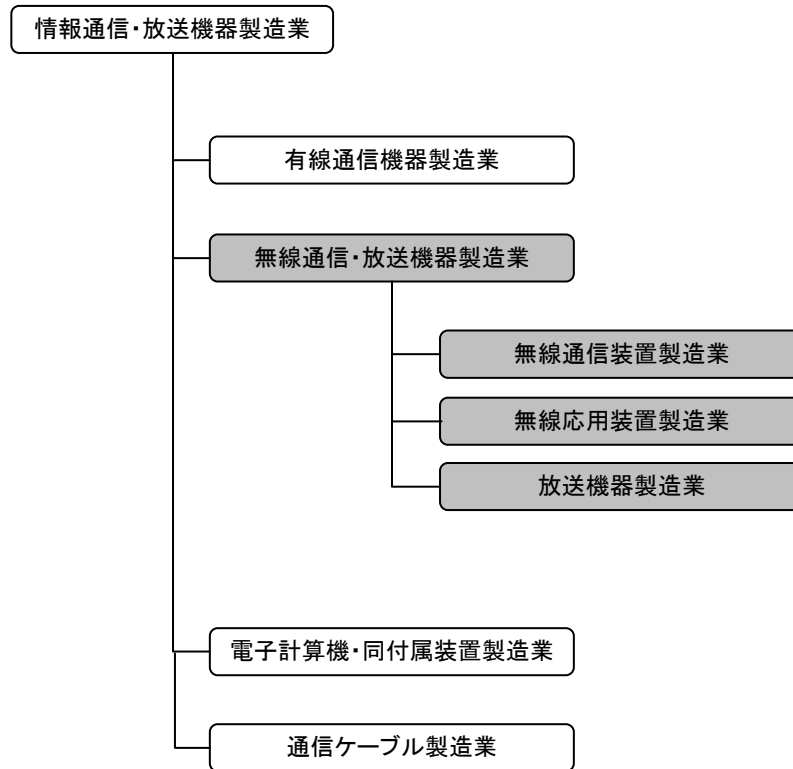 情報通信・放送機器製造業
有線通信機器製造業
無線通信・放送機器製造業
無線通信装置製造業
無線応用装置製造業
放送機器製造業
電子計算機・同付属装置製造業
通信ケーブル製造業